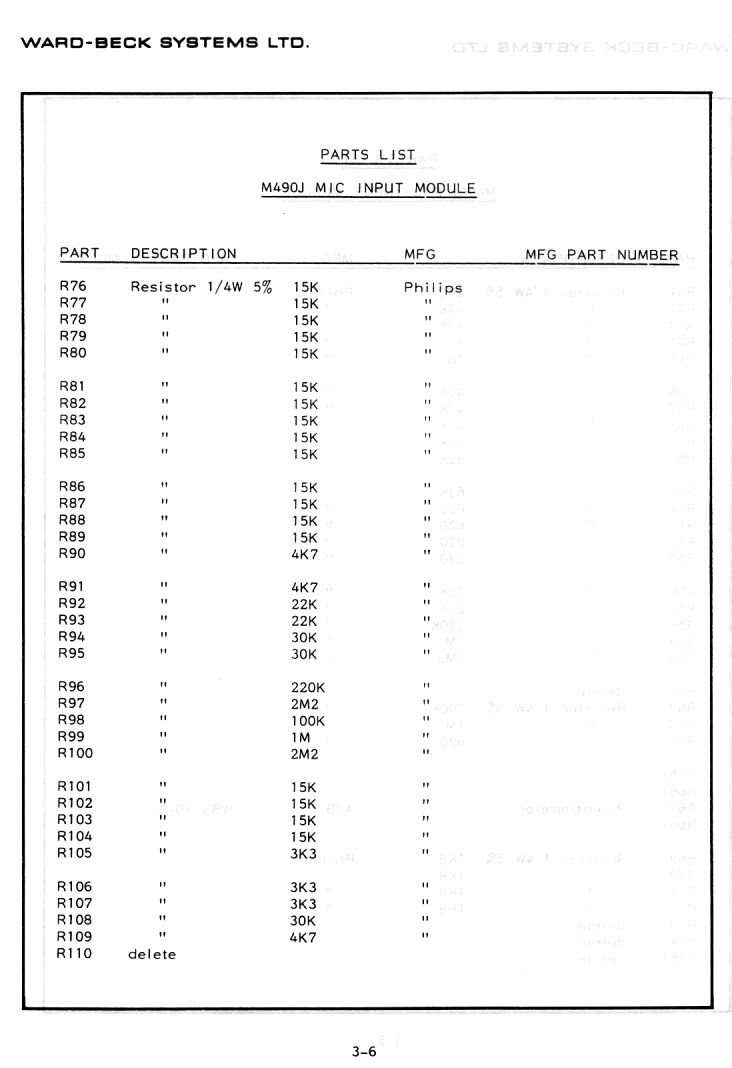 WARD-BECK SYSTEMS LTD.
PARTS LIST
M490J MIC INPUT MODULE
PART DESCRIPTION MFG MFG PART NUMBER
R76 Resistor 1/4W 5% 15K Philips
R77 " 15K "
R78 " 15K "
R79 " 15K "
R80 " 15K "
R81 " 15K "
R82 " 15K "
R83 " 15K "
R84 " 15K "
R85 " 15K "
R86 " 15K "
R87 " 15K "
R88 " 15K "
R89 " 15K "
R90 " 4K7 "
R91 " 4K7 "
R92 " 22K "
R93 " 22K "
R94 " 30K "
R95 " 30K "
R96 " 220K "
R97 " 2M2 "
R98 " 100K "
R99 " 1M "
R100 " 2M2 "
R101 " 15K "
R102 " 15K "
R103 " 15K "
R104 " 15K "
R105 " 3K3 "
R106 " 3K3 "
R107 " 3K3 "
R108 " 30K "
R109 " 4K7 "
R110 delete
3-6